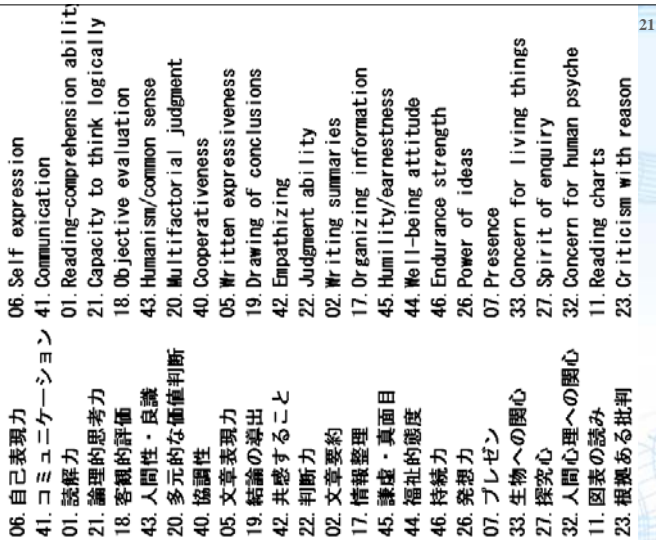 06. 自己表現力 06. Self expression
41. コミュニケーション 41. Communication
01. 読解力 01. Reading-comprehension ability
21. 論理的思考力 21. Capacity to think logically
18. 客観的評価 18. Objective evaluation
43. 人間性・良識 43. Humanism/common sense
20. 多元的な価値判断 20. Multifactorial judgment
40. 協調性 40. Cooperativeness
05. 文章表現力 05. Written expressiveness
19. 結論の導出 19. Drawing of conclusions
42. 共感すること 42. Empathizing
22. 判断力 22. Judgment ability
02. 文章要約 02. Writing summaries
17. 情報整理 17. Organizing information
45. 謙虚・真面目 45. Humility/earnestness
44. 福祉的態度 44. Well-being attitude
46. 持続力 46. Endurance strength
26. 発想力 26. Power of ideas
07. プレゼン 07. Presence
33. 生物への関心 33. Concern for living things
27. 探究心 27. Spirit of enquiry
32. 人間心理への関心 32. Concern for human psyche
11. 図表の読み 11. Reading charts
23. 根拠ある批判 23. Criticism with reason